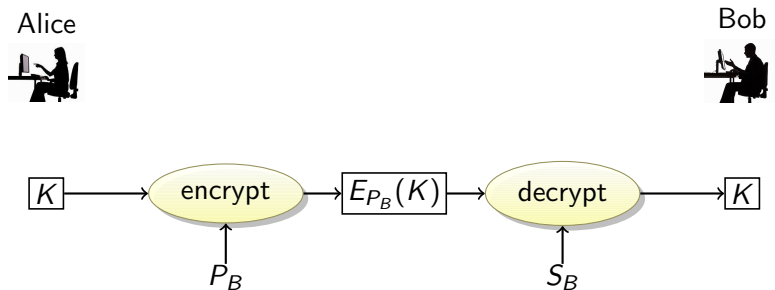 Alice
Bob
K
encrypt
E_{P_B}(K)
decrypt
K
P_B
S_B